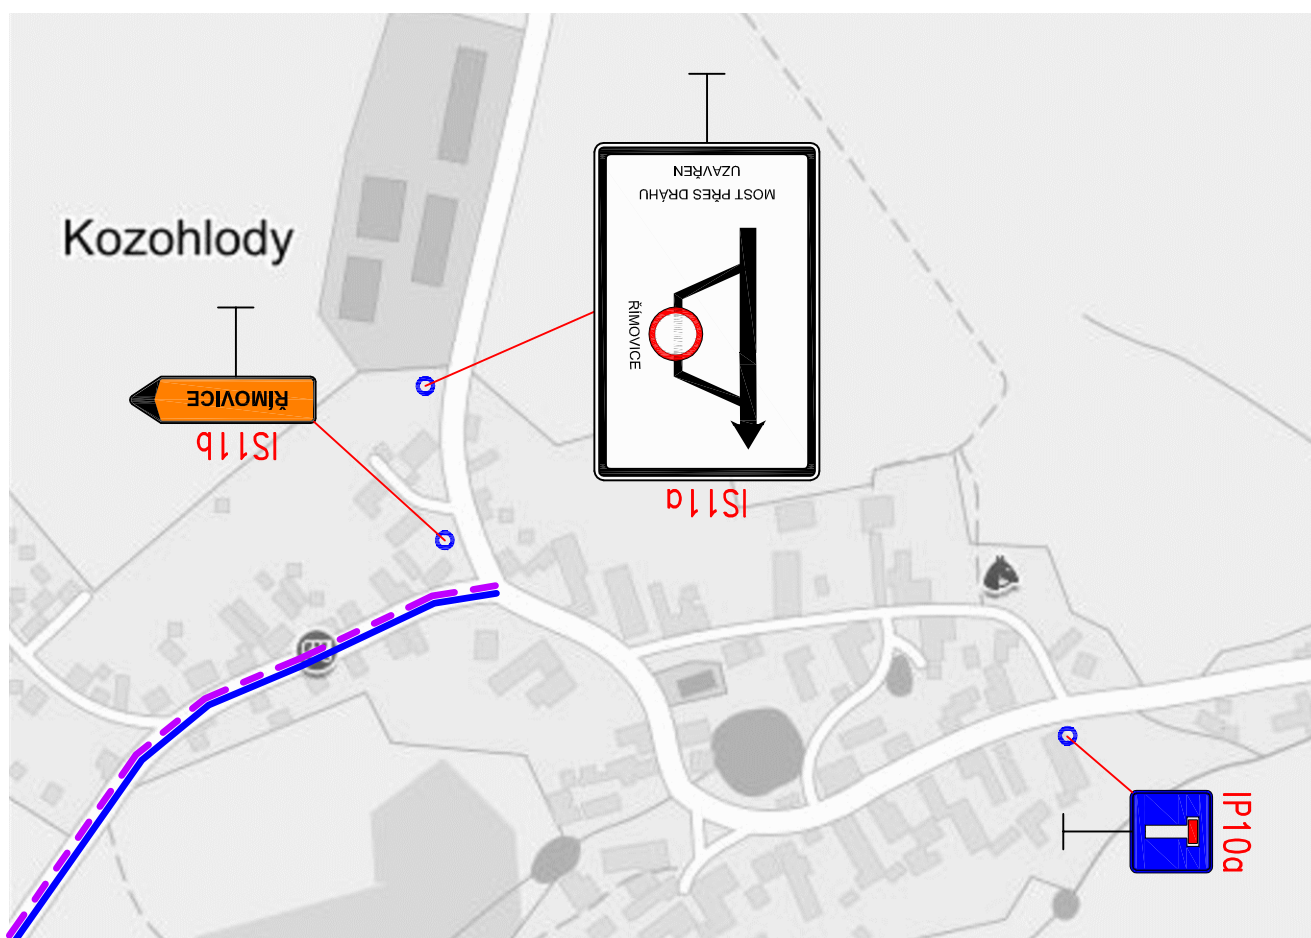 Kozohlody
MOST PŘES DRÁHU
UZAVŘEN
ŘÍMOVICE
IS11a
ŘÍMOVICE
IS11b
IP10a